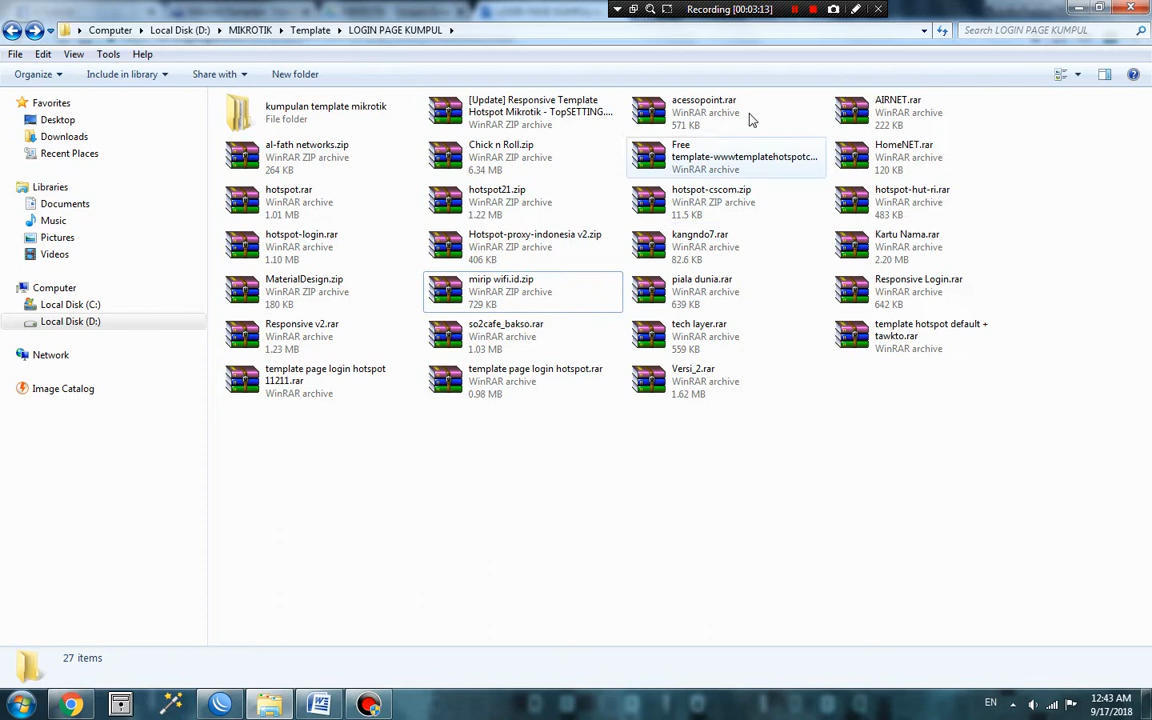 Recording [00:03:13]
Computer
Local Disk (D:)
MIKROTIK
Template
LOGIN PAGE KUMPUL
Search LOGIN PAGE KUMPUL
File
Edit
View
Tools
Help
Organize
Include in library
Share with
New folder
Favorites
Desktop
Downloads
Recent Places
Libraries
Documents
Music
Pictures
Videos
Computer
Local Disk (C:)
Local Disk (D:)
Network
Image Catalog
kumpulan template mikrotik
File folder
[Update] Responsive Template
Hotspot Mikrotik - TopSETTING....
WinRAR ZIP archive
acessopoint.rar
WinRAR archive
571 KB
AIRNET.rar
WinRAR archive
222 KB
al-fath networks.zip
WinRAR ZIP archive
264 KB
Chick n Roll.zip
WinRAR ZIP archive
6.34 MB
Free
template-wwwtemplatehotspotc...
WinRAR archive
HomeNET.rar
WinRAR archive
120 KB
hotspot.rar
WinRAR archive
1.01 MB
hotspot21.zip
WinRAR ZIP archive
1.22 MB
hotspot-cscom.zip
WinRAR ZIP archive
11.5 KB
hotspot-hut-ri.rar
WinRAR archive
483 KB
hotspot-login.rar
WinRAR archive
1.10 MB
Hotspot-proxy-indonesia v2.zip
WinRAR ZIP archive
406 KB
kangndo7.rar
WinRAR archive
82.6 KB
Kartu Nama.rar
WinRAR archive
2.20 MB
MaterialDesign.zip
WinRAR ZIP archive
180 KB
mirip wifi.id.zip
WinRAR ZIP archive
729 KB
piala dunia.rar
WinRAR archive
639 KB
Responsive Login.rar
WinRAR archive
642 KB
Responsive v2.rar
WinRAR archive
1.23 MB
so2cafe_bakso.rar
WinRAR archive
1.03 MB
tech layer.rar
WinRAR archive
559 KB
template hotspot default +
tawkto.rar
WinRAR archive
template page login hotspot
11211.rar
WinRAR archive
template page login hotspot.rar
WinRAR archive
0.98 MB
Versi_2.rar
WinRAR archive
1.62 MB
27 items
EN
12:43 AM
9/17/2018